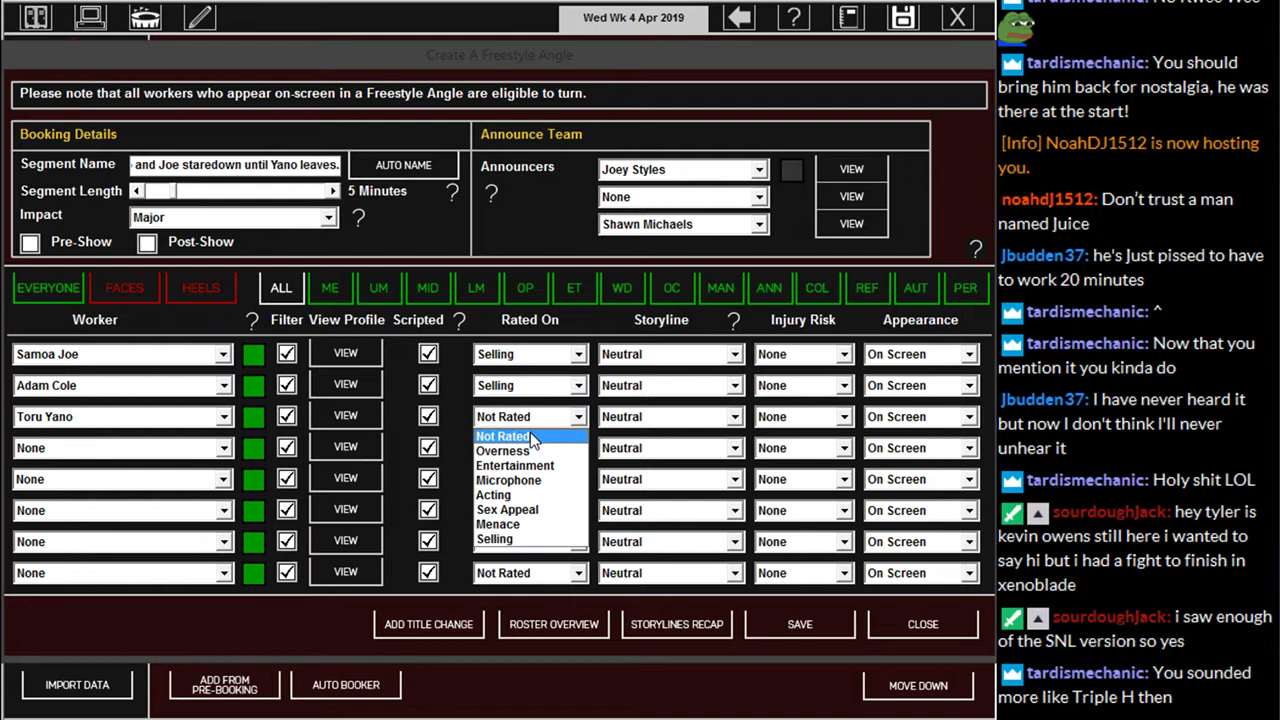 Wed Wk 4 Apr 2019
Create A Freestyle Angle
Please note that all workers who appear on-screen in a Freestyle Angle are eligible to turn.
Booking Details
Segment Name
and Joe staredown until Yano leaves.
AUTO NAME
Segment Length
5 Minutes
?
Impact
Major
?
Pre-Show
Post-Show
Announce Team
Announcers
?
Joey Styles
VIEW
None
VIEW
Shawn Michaels
VIEW
?
EVERYONE FACES HEELS ALL ME UM MID LM OP ET WD OC MAN ANN COL REF AUT PER
Worker ? Filter View Profile Scripted ? Rated On Storyline ? Injury Risk Appearance
Samoa Joe VIEW Selling Neutral None On Screen
Adam Cole VIEW Selling Neutral None On Screen
Toru Yano VIEW Not Rated Neutral None On Screen
None VIEW Neutral None On Screen
None VIEW Neutral None On Screen
None VIEW Neutral None On Screen
None VIEW Neutral None On Screen
None VIEW Not Rated Neutral None On Screen
Not Rated
Overness
Entertainment
Microphone
Acting
Sex Appeal
Menace
Selling
ADD TITLE CHANGE ROSTER OVERVIEW STORYLINES RECAP SAVE CLOSE
IMPORT DATA
ADD FROM
PRE-BOOKING
AUTO BOOKER
MOVE DOWN
tardismechanic: You should
bring him back for nostalgia, he was
there at the start!
[Info] NoahDJ1512 is now hosting
you.
noahdJ1512: Don't trust a man
named Juice
Jbudden37: he's Just pissed to have
to work 20 minutes
tardismechanic: ^
tardismechanic: Now that you
mention it you kinda do
Jbudden37: I have never heard it
but now I don't think I'll never
unhear it
tardismechanic: Holy shit LOL
sourdoughjack: hey tyler is
kevin owens still here i wanted to
say hi but i had a fight to finish in
xenoblade
sourdoughjack: i saw enough
of the SNL version so yes
tardismechanic: You sounded
more like Triple H then